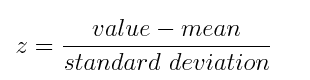 z = value − mean / standard deviation